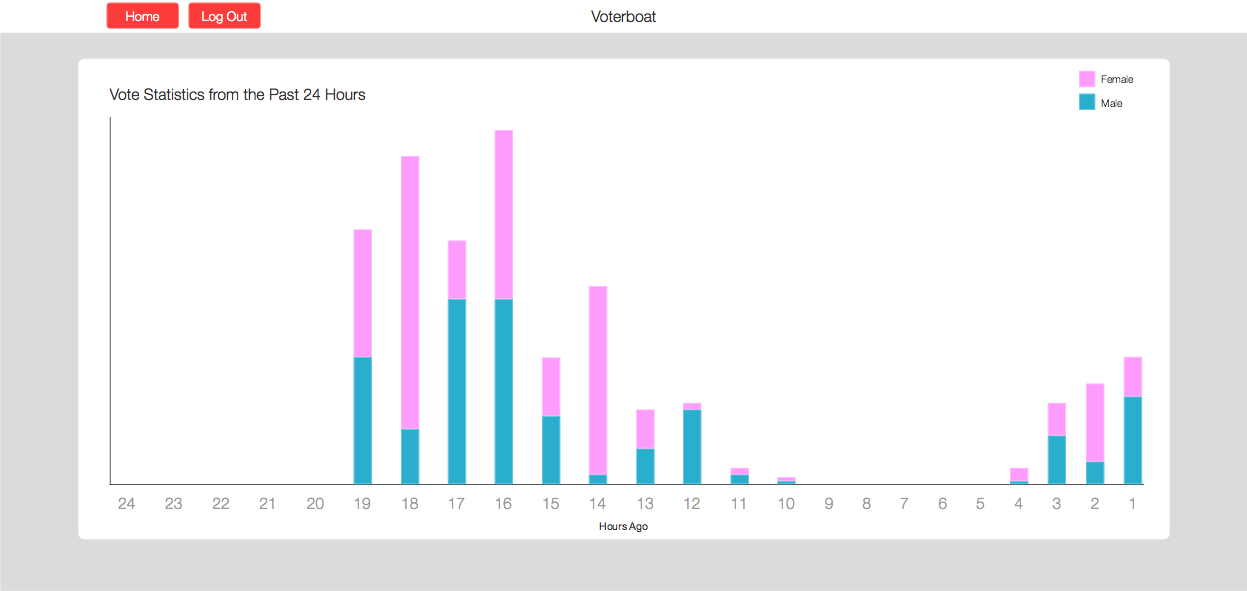 Home Log Out Voterboat
Female
Vote Statistics from the Past 24 Hours
Male
24 23 22 21 20 19 18 17 16 15 14 13 12 11 10 9 8 7 6 5 4 3 2 1
Hours Ago